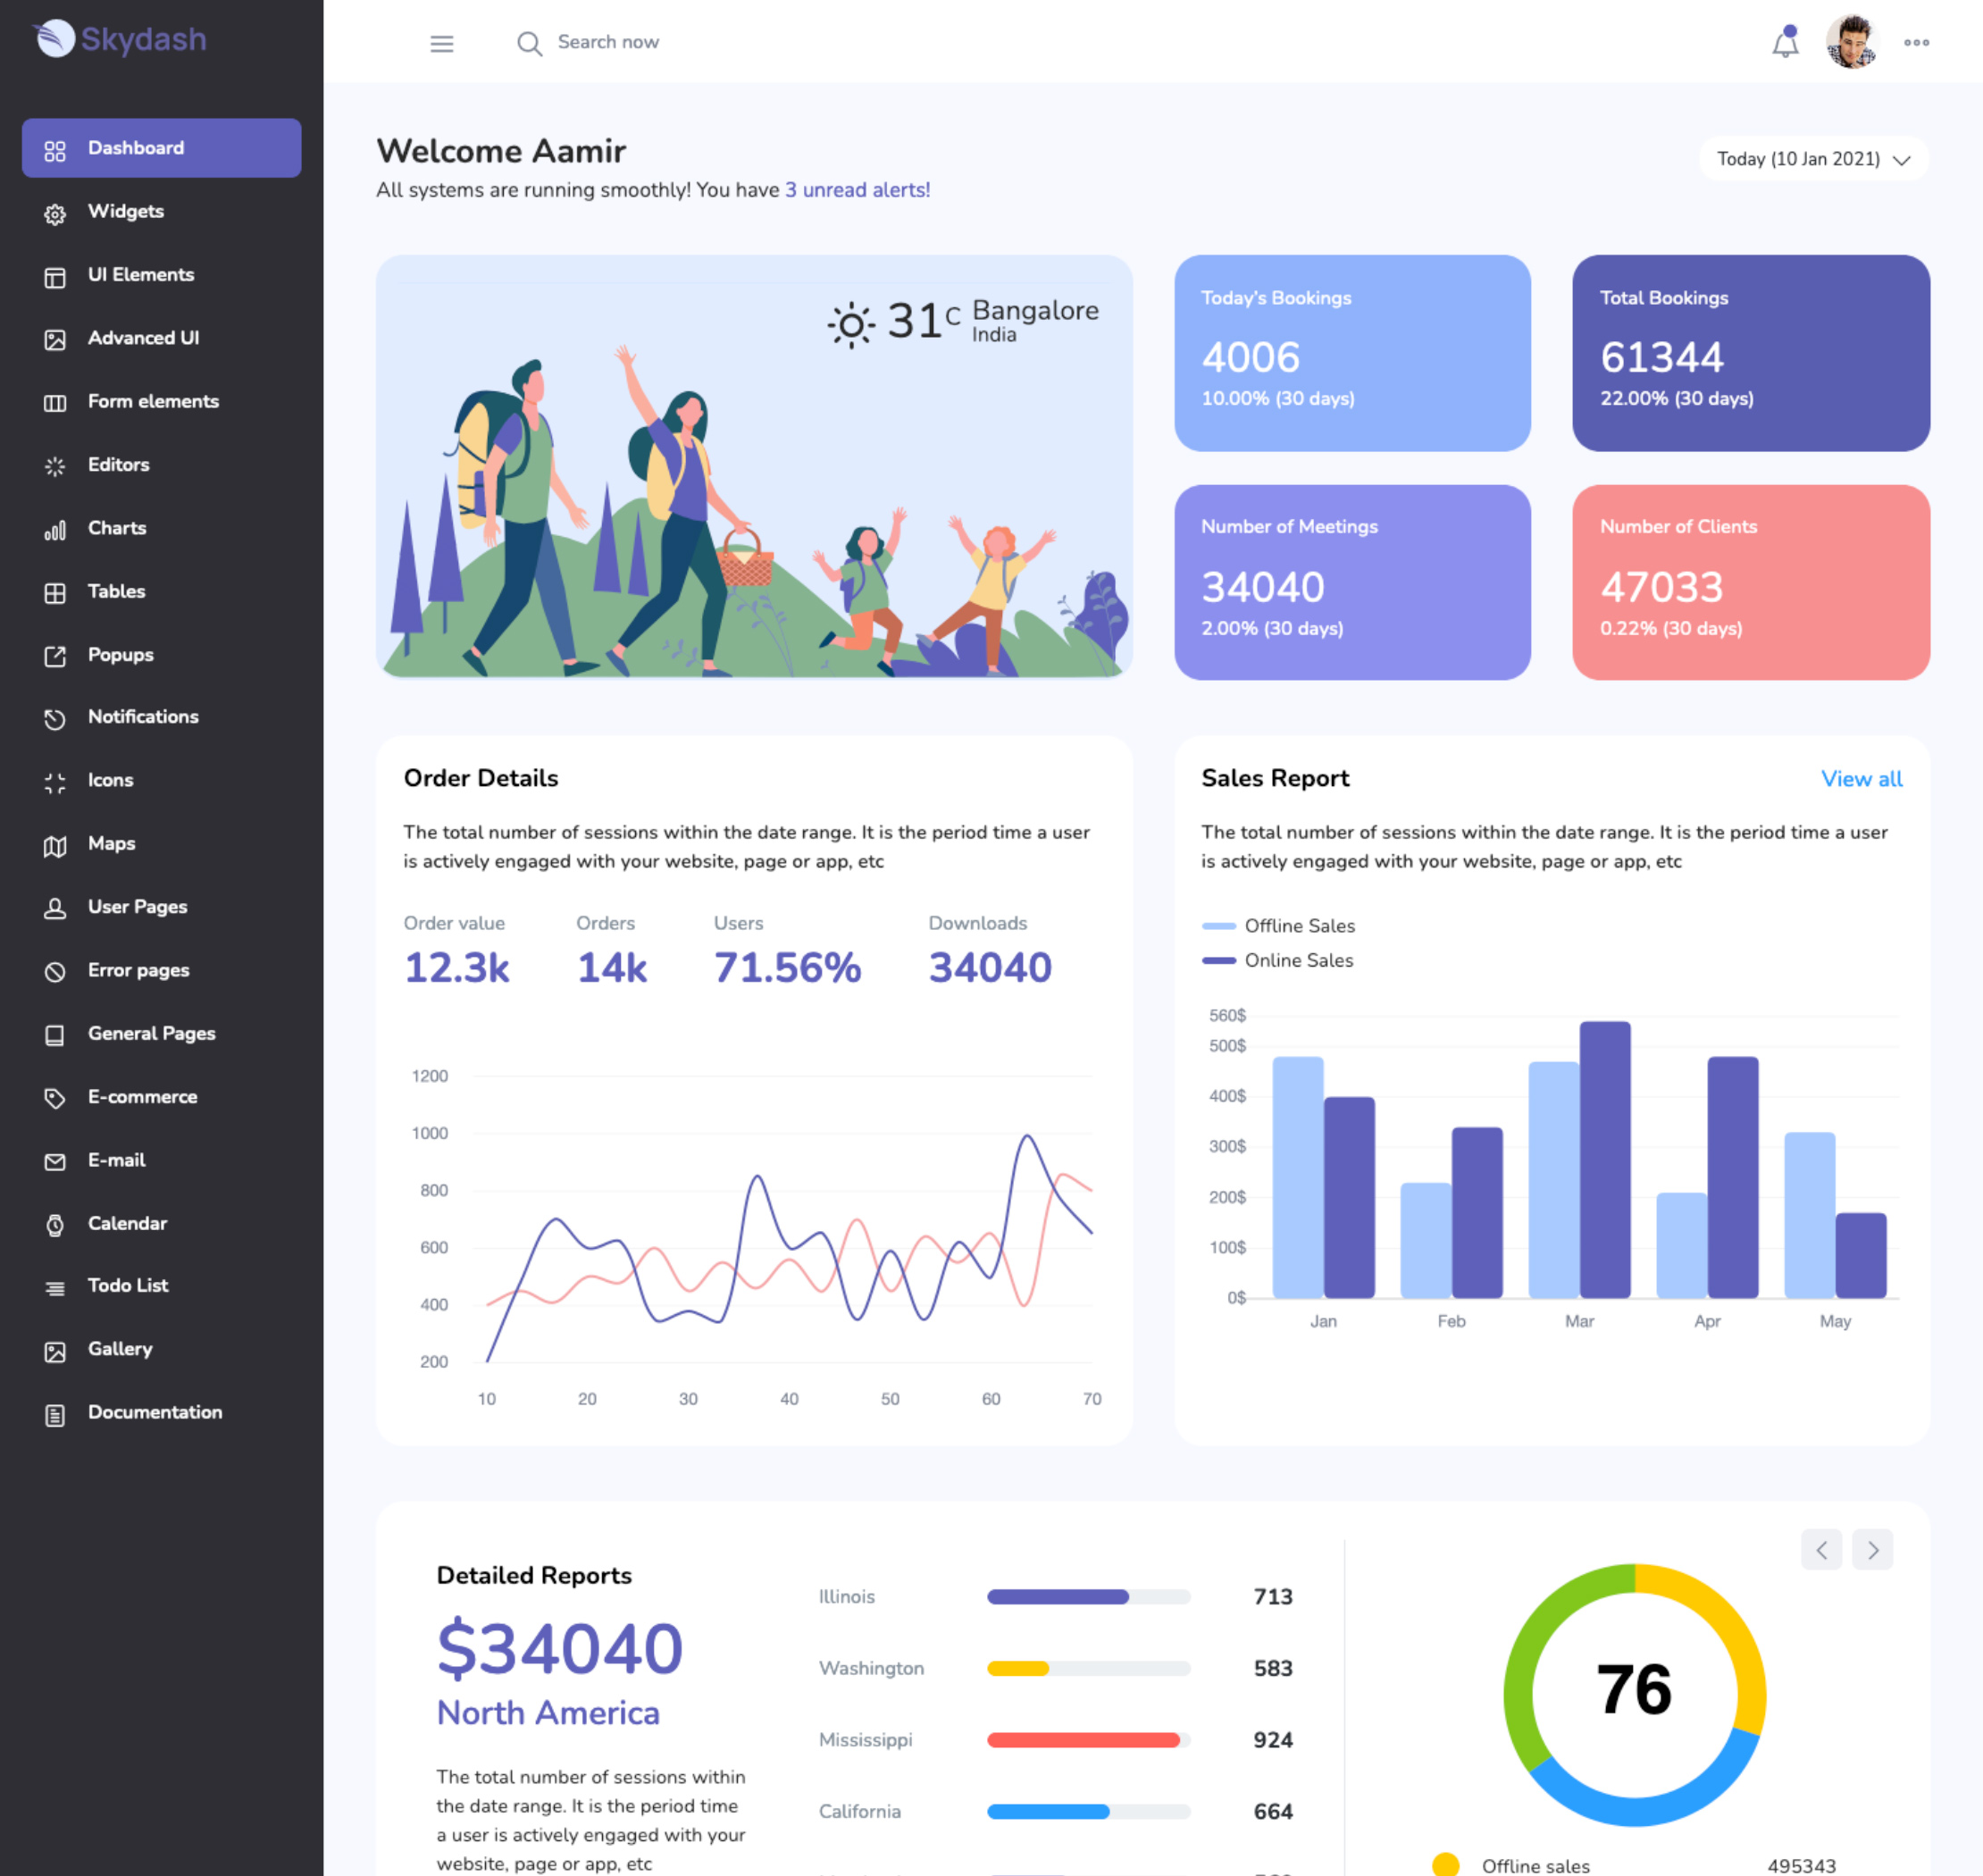 Skydash
Search now
Dashboard
Widgets
UI Elements
Advanced UI
Form elements
Editors
Charts
Tables
Popups
Notifications
Icons
Maps
User Pages
Error pages
General Pages
E-commerce
E-mail
Calendar
Todo List
Gallery
Documentation
Welcome Aamir
All systems are running smoothly! You have 3 unread alerts!
Today (10 Jan 2021)
31 C Bangalore
India
Today's Bookings
4006
10.00% (30 days)
Total Bookings
61344
22.00% (30 days)
Number of Meetings
34040
2.00% (30 days)
Number of Clients
47033
0.22% (30 days)
Order Details
The total number of sessions within the date range. It is the period time a user
is actively engaged with your website, page or app, etc
Order value Orders Users Downloads
12.3k 14k 71.56% 34040
1200
1000
800
600
400
200
10 20 30 40 50 60 70
Sales Report View all
The total number of sessions within the date range. It is the period time a user
is actively engaged with your website, page or app, etc
Offline Sales
Online Sales
560$
500$
400$
300$
200$
100$
0$
Jan Feb Mar Apr May
Detailed Reports
$34040
North America
The total number of sessions within
the date range. It is the period time
a user is actively engaged with your
website, page or app, etc
Illinois 713
Washington 583
Mississippi 924
California 664
76
Offline sales 495343